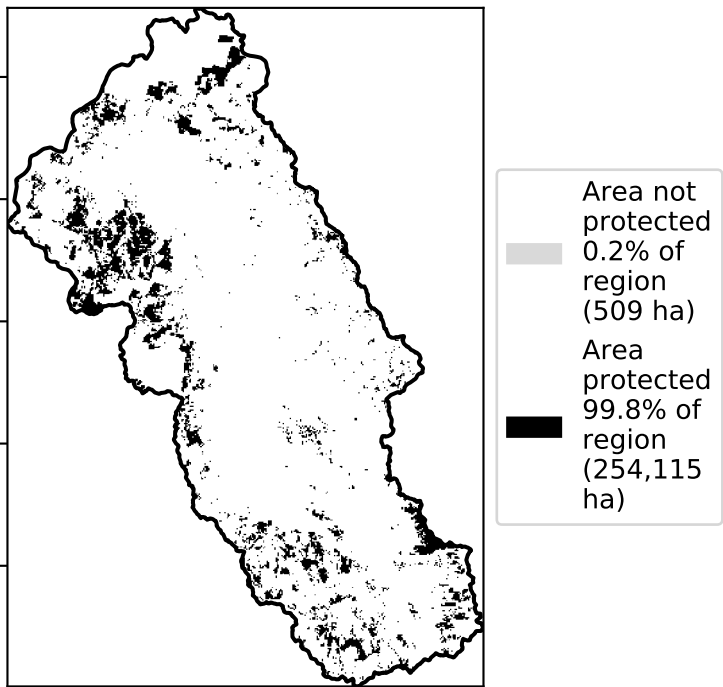 Area not
protected
0.2% of
region
(509 ha)
Area
protected
99.8% of
region
(254,115
ha)